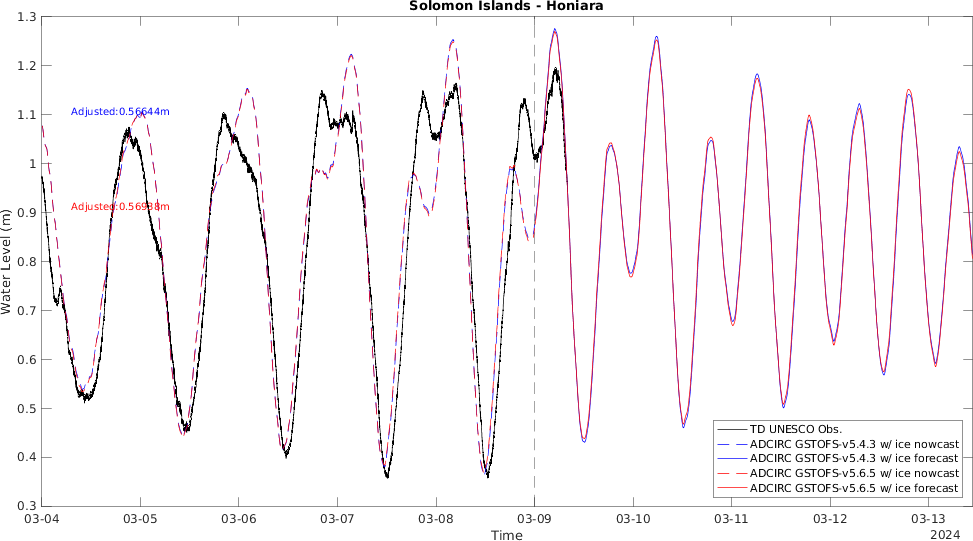 Solomon Islands - Honiara
1.3
1.2
1.1
1
0.9
0.8
0.7
0.6
0.5
0.4
0.3
Water Level (m)
Adjusted:0.56644m
Adjusted:0.56938m
TD UNESCO Obs.
ADCIRC GSTOFS-v5.4.3 w/ ice nowcast
ADCIRC GSTOFS-v5.4.3 w/ ice forecast
ADCIRC GSTOFS-v5.6.5 w/ ice nowcast
ADCIRC GSTOFS-v5.6.5 w/ ice forecast
03-04 03-05 03-06 03-07 03-08 03-09 03-10 03-11 03-12 03-13
Time
2024